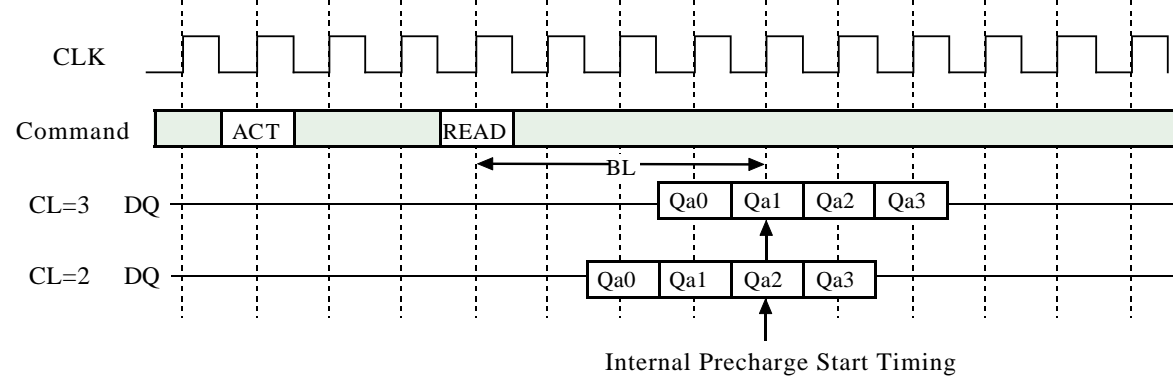 CLK
Command ACT READ
BL
CL=3 DQ Qa0 Qa1 Qa2 Qa3
CL=2 DQ Qa0 Qa1 Qa2 Qa3
Internal Precharge Start Timing